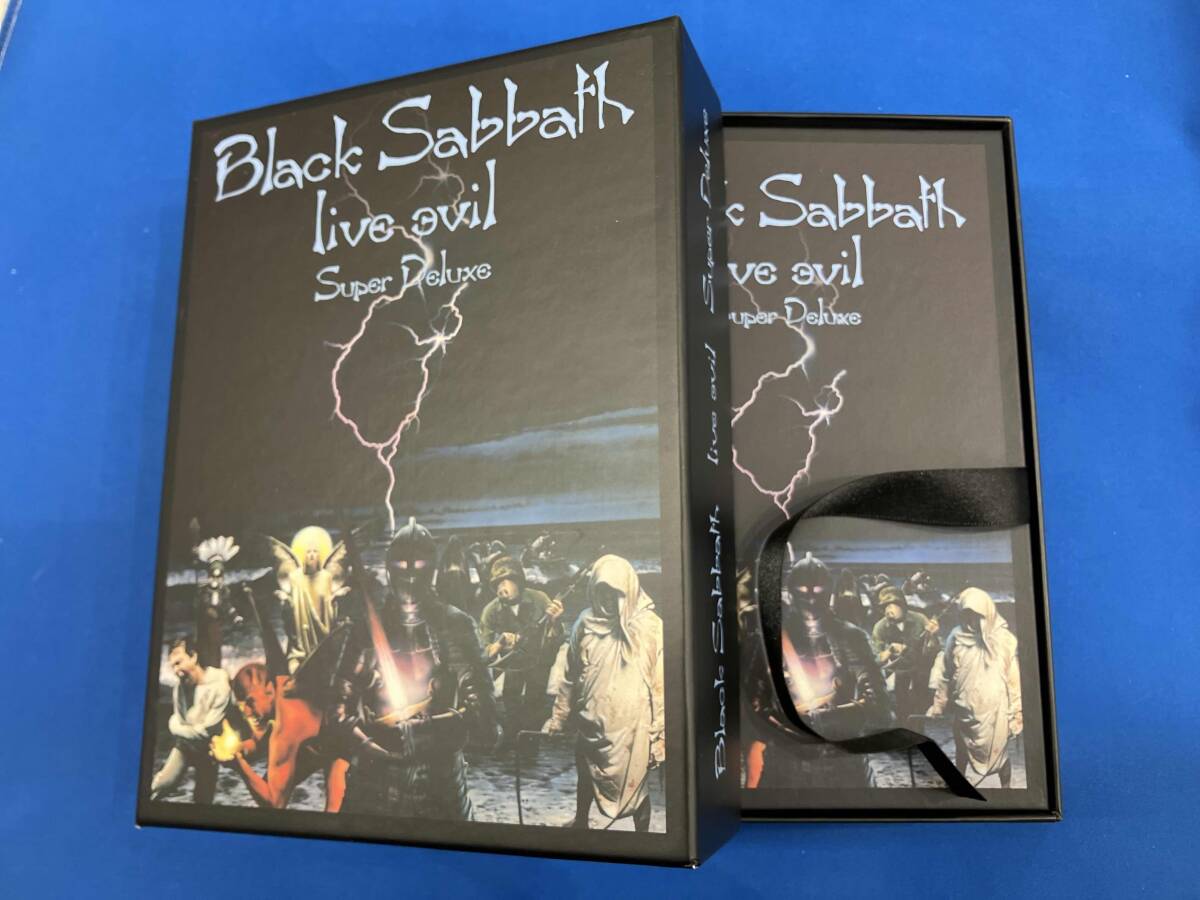 Black Sabbath
live evil
Super Deluxe
Black Sabbath live evil Super Deluxe
k Sabbath
ive evil
uper Deluxe